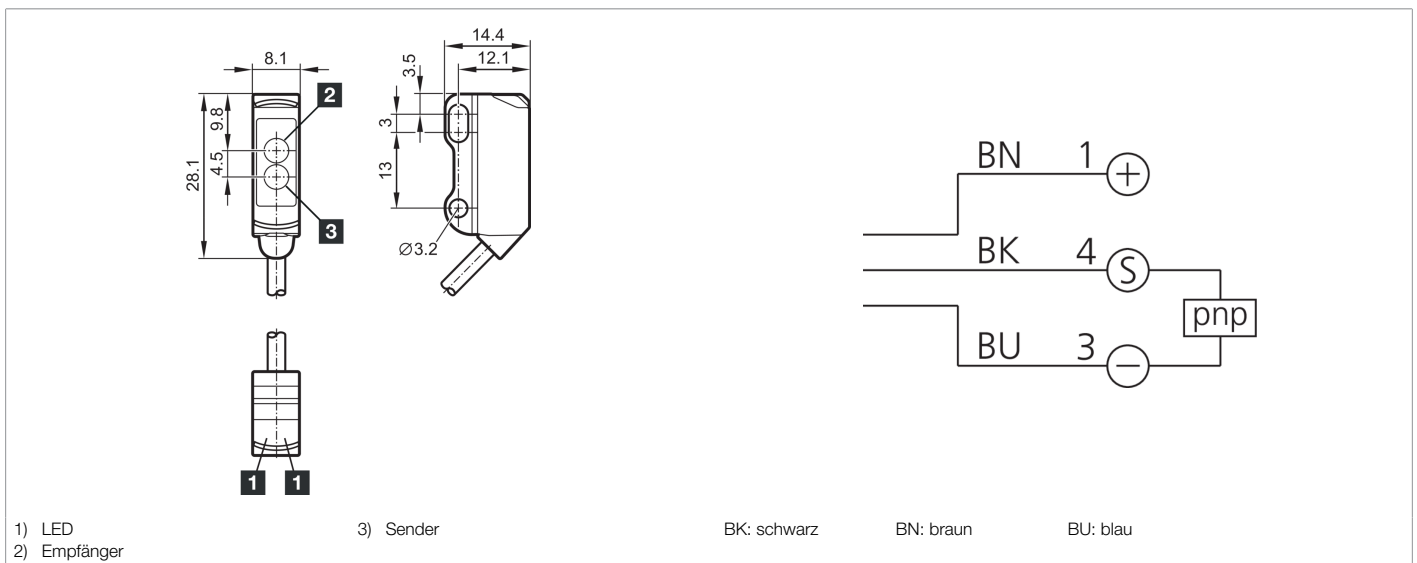 14.4
12.1
8.1
3.5
2
9.8
3
28.1
4.5
13
3
Ø3.2
1 1
BN 1 +
BK 4 S
pnp
BU 3 −
1) LED
2) Empfänger
3) Sender
BK: schwarz
BN: braun
BU: blau